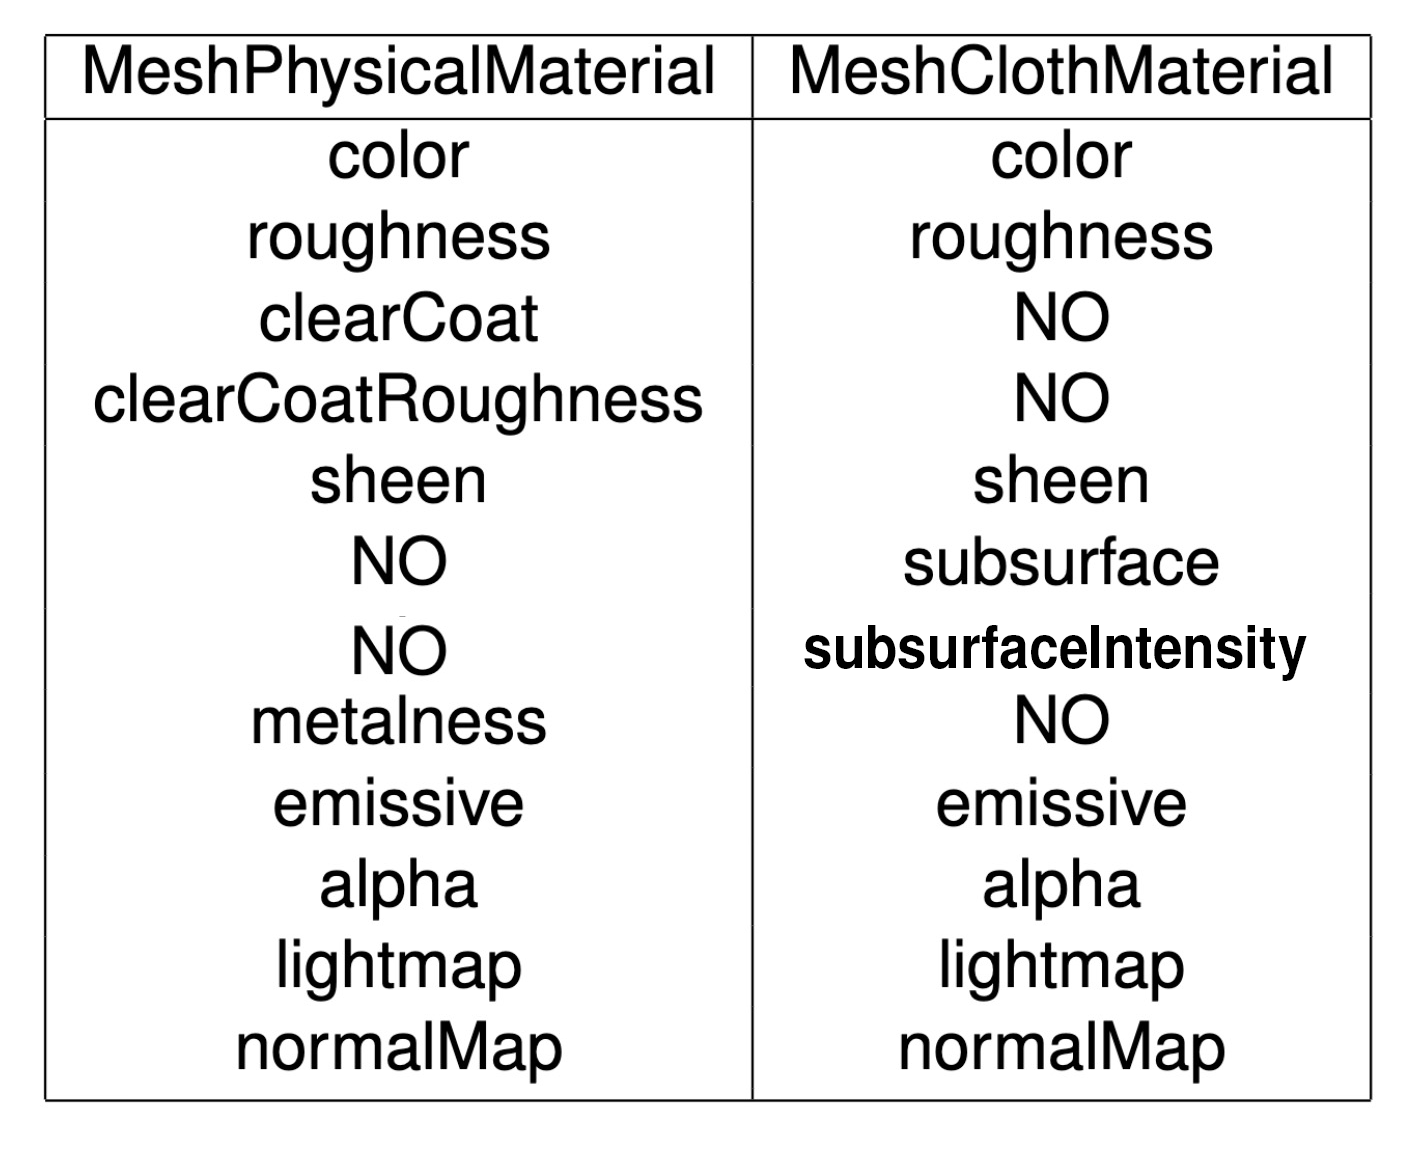 MeshPhysicalMaterial MeshClothMaterial
color color
roughness roughness
clearCoat NO
clearCoatRoughness NO
sheen sheen
NO subsurface
NO subsurfaceIntensity
metalness NO
emissive emissive
alpha alpha
lightmap lightmap
normalMap normalMap